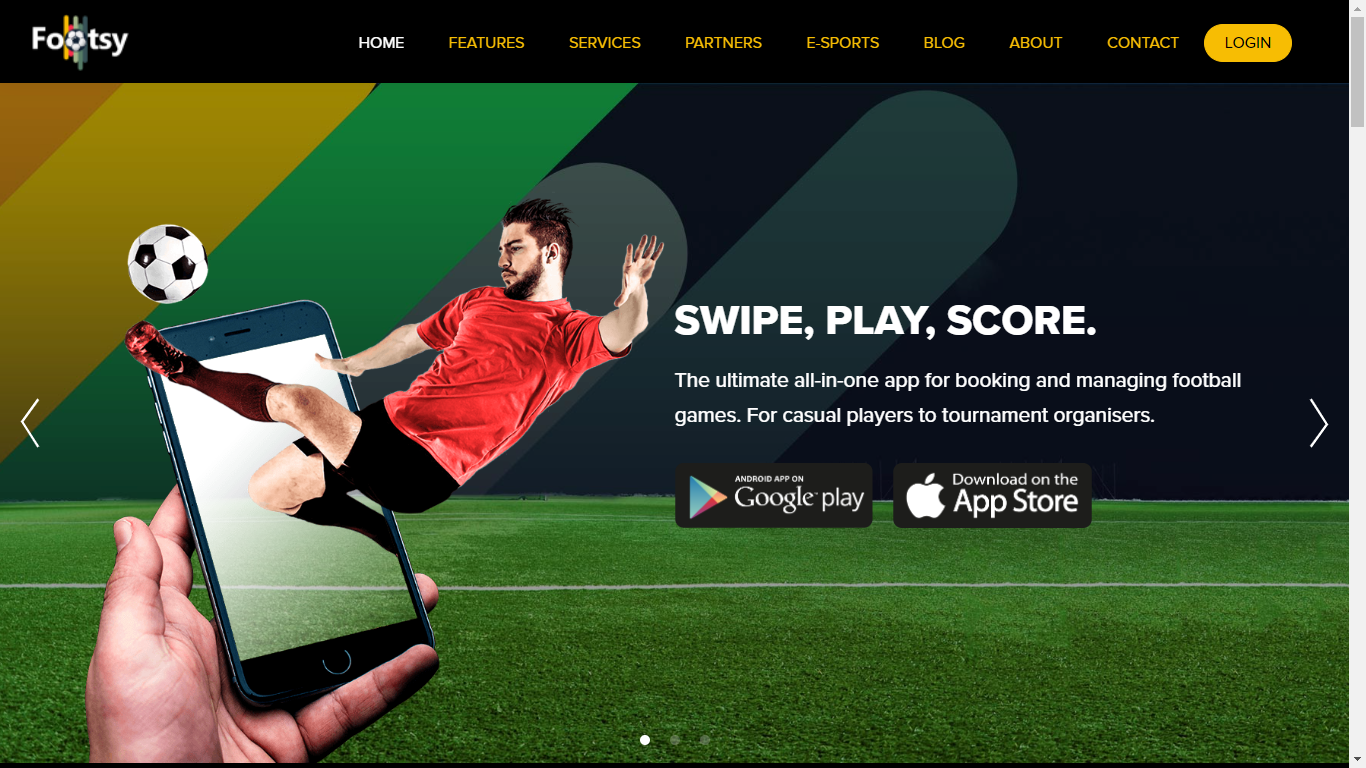 Footsy
HOME FEATURES SERVICES PARTNERS E-SPORTS BLOG ABOUT CONTACT LOGIN
SWIPE, PLAY, SCORE.
The ultimate all-in-one app for booking and managing football
games. For casual players to tournament organisers.
ANDROID APP ON
Google play
Download on the
App Store